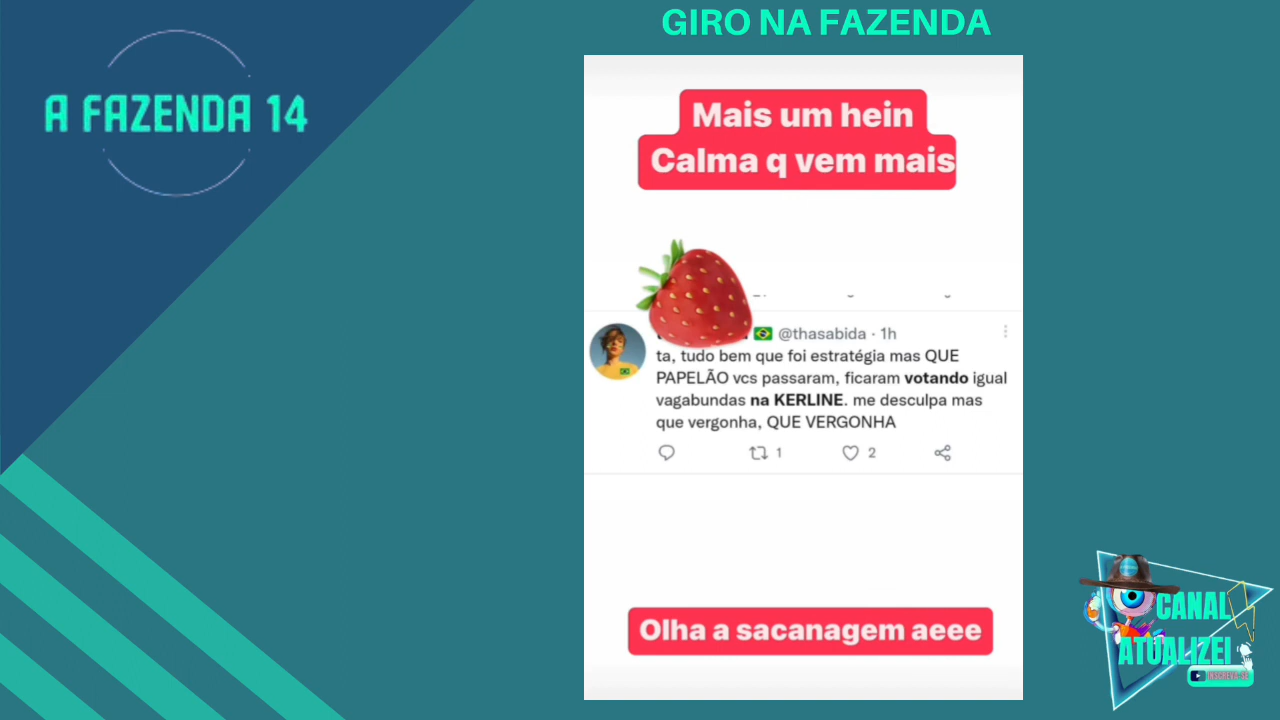 GIRO NA FAZENDA
A FAZENDA 14
Mais um hein
Calma q vem mais
@thasabida · 1h
ta, tudo bem que foi estratégia mas QUE
PAPELÃO vcs passaram, ficaram votando igual
vagabundas na KERLINE. me desculpa mas
que vergonha, QUE VERGONHA
1
2
Olha a sacanagem aeee
CANAL
ATUALIZEI
INSCREVA-SE